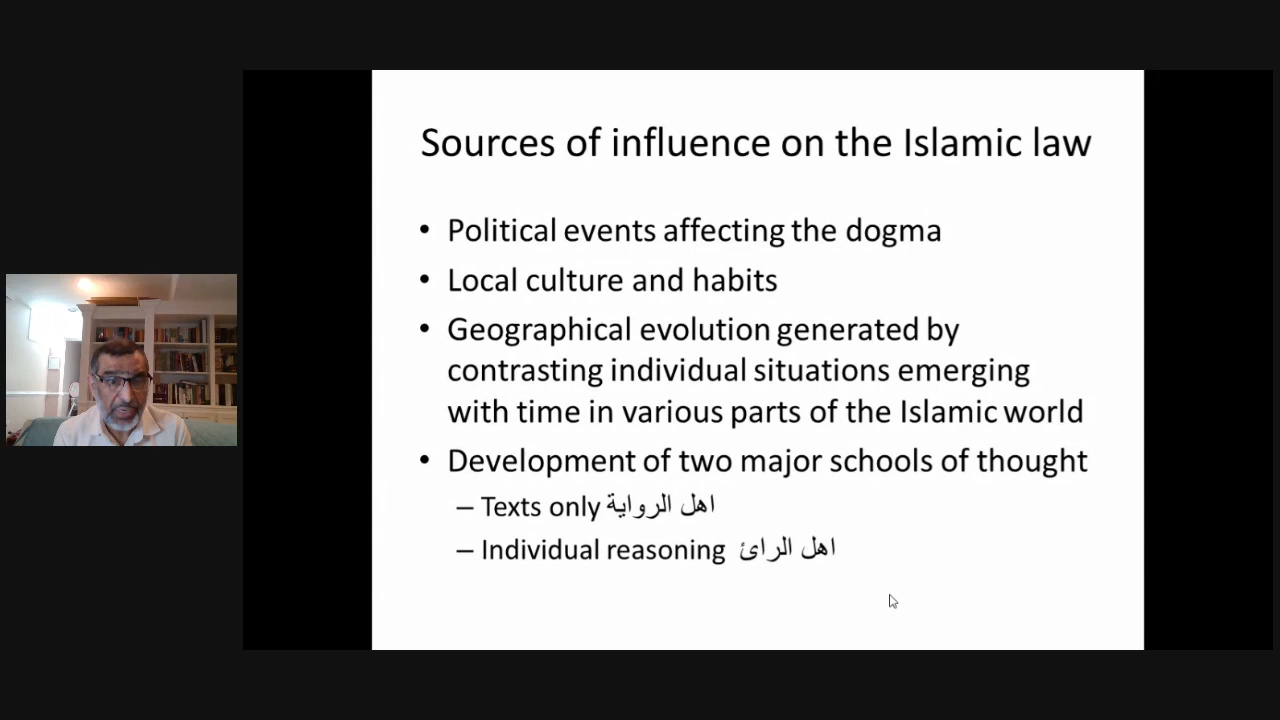 Sources of influence on the Islamic law
• Political events affecting the dogma
• Local culture and habits
• Geographical evolution generated by
contrasting individual situations emerging
with time in various parts of the Islamic world
• Development of two major schools of thought
– Texts only اهل الرواية
– Individual reasoning اهل الرائ